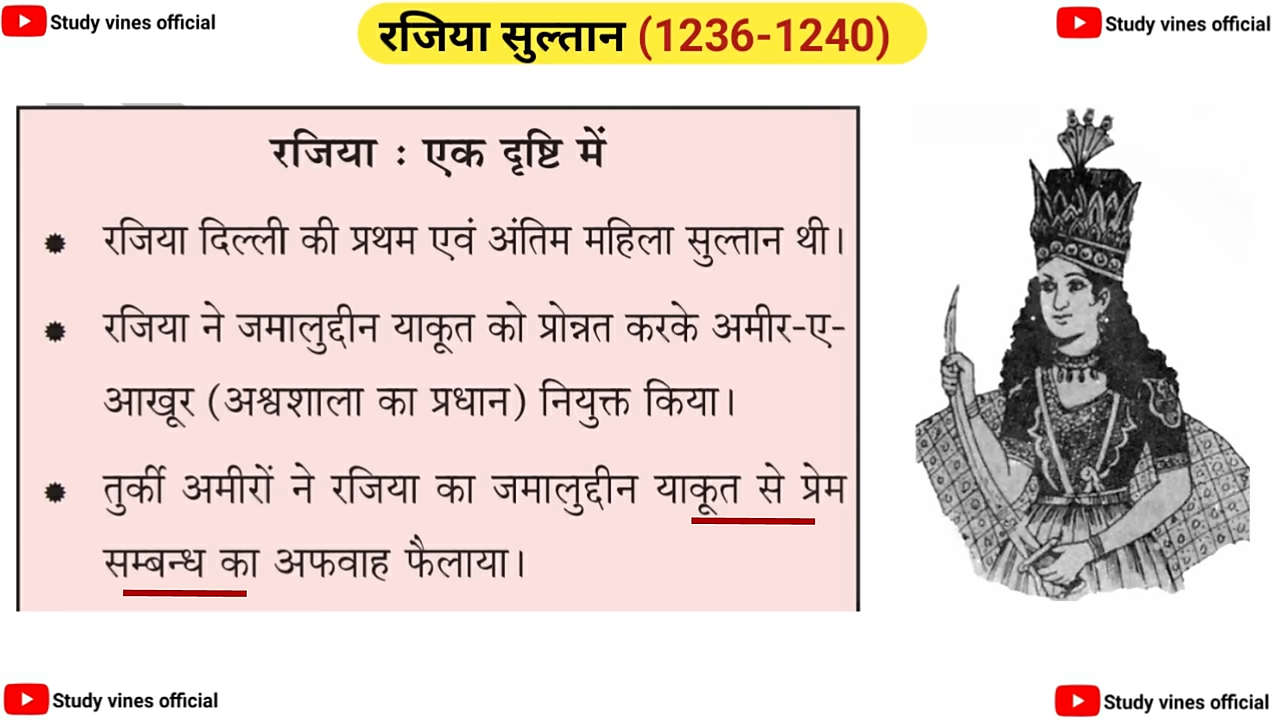 Study vines official
रजिया सुल्तान (1236-1240)
Study vines official
रजिया : एक दृष्टि में
रजिया दिल्ली की प्रथम एवं अंतिम महिला सुल्तान थी।
रजिया ने जमालुद्दीन याकूत को प्रोन्नत करके अमीर-ए-
आखूर (अश्वशाला का प्रधान) नियुक्त किया।
तुर्की अमीरों ने रजिया का जमालुद्दीन याकूत से प्रेम
सम्बन्ध का अफवाह फैलाया।
Study vines official
Study vines official